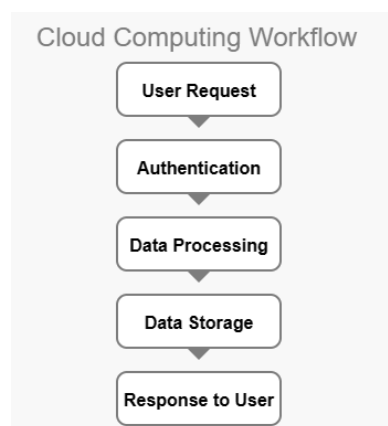 Cloud Computing Workflow
User Request
Authentication
Data Processing
Data Storage
Response to User